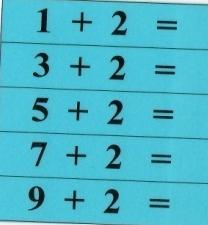 1 + 2 =
3 + 2 =
5 + 2 =
7 + 2 =
9 + 2 =